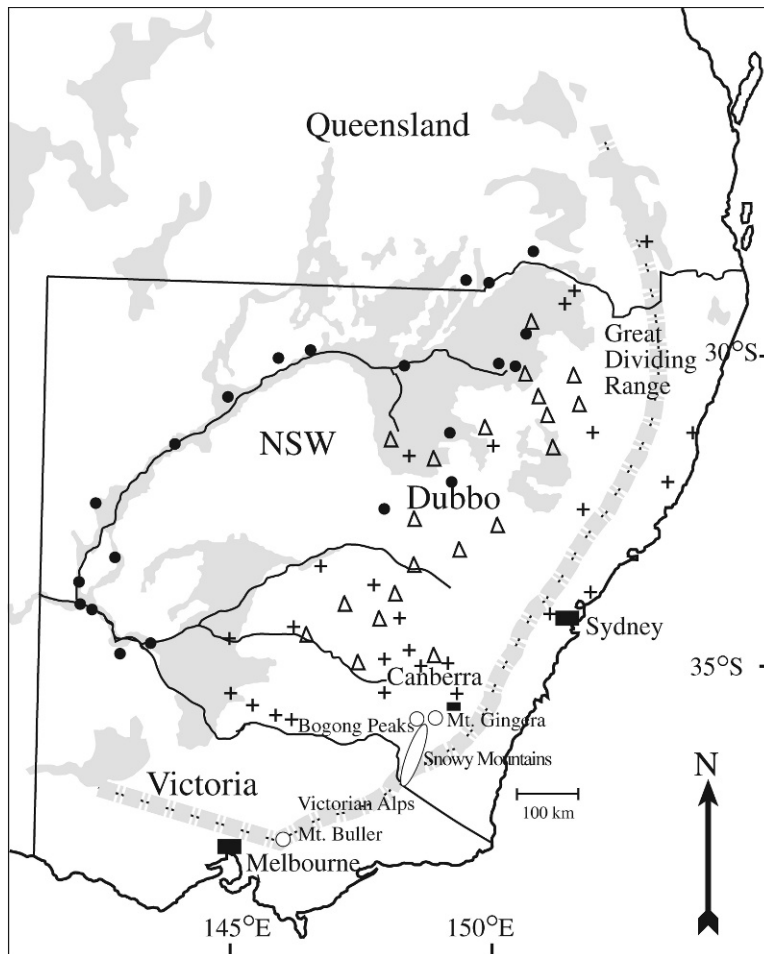 Queensland
30°S
Great
Dividing
Range
NSW
Dubbo
Sydney
35°S
Canberra
Bogong Peaks
Mt. Gingera
Snowy Mountains
N
Victoria
Victorian Alps
100 km
Mt. Buller
Melbourne
145°E
150°E